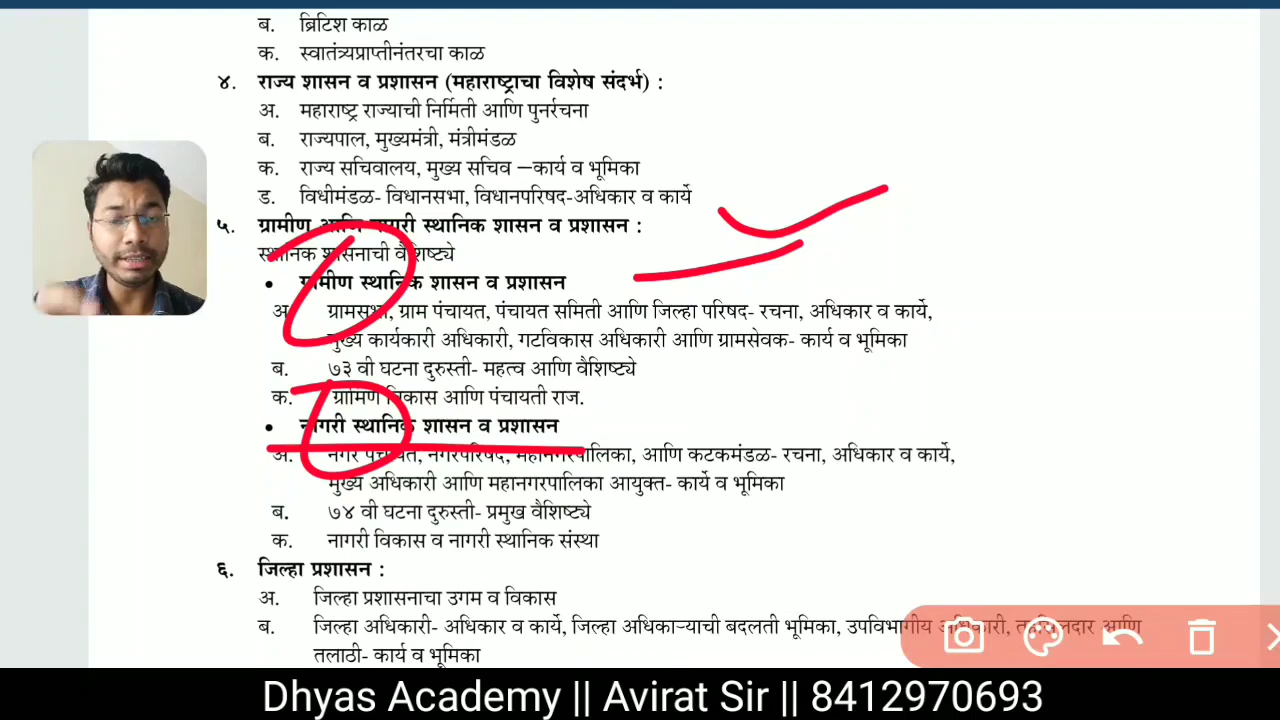 ब. ब्रिटिश काळ
क. स्वातंत्र्यप्राप्तीनंतरचा काळ
४. राज्य शासन व प्रशासन (महाराष्ट्राचा विशेष संदर्भ) :
अ. महाराष्ट्र राज्याची निर्मिती आणि पुनर्रचना
ब. राज्यपाल, मुख्यमंत्री, मंत्रीमंडळ
क. राज्य सचिवालय, मुख्य सचिव –कार्य व भूमिका
ड. विधीमंडळ- विधानसभा, विधानपरिषद-अधिकार व कार्ये
५. ग्रामीण आणि नागरी स्थानिक शासन व प्रशासन :
स्थानिक शासनाची वैशिष्ट्ये
• ग्रामीण स्थानिक शासन व प्रशासन
अ. ग्रामसभा, ग्राम पंचायत, पंचायत समिती आणि जिल्हा परिषद- रचना, अधिकार व कार्ये,
मुख्य कार्यकारी अधिकारी, गटविकास अधिकारी आणि ग्रामसेवक- कार्य व भूमिका
ब. ७३ वी घटना दुरुस्ती- महत्व आणि वैशिष्ट्ये
क. ग्रामिण विकास आणि पंचायती राज.
• नागरी स्थानिक शासन व प्रशासन
अ. नगर पंचायत, नगरपरिषद, महानगरपालिका, आणि कटकमंडळ- रचना, अधिकार व कार्ये,
मुख्य अधिकारी आणि महानगरपालिका आयुक्त- कार्ये व भूमिका
ब. ७४ वी घटना दुरुस्ती- प्रमुख वैशिष्ट्ये
क. नागरी विकास व नागरी स्थानिक संस्था
६. जिल्हा प्रशासन :
अ. जिल्हा प्रशासनाचा उगम व विकास
ब. जिल्हा अधिकारी- अधिकार व कार्ये, जिल्हा अधिकाऱ्याची बदलती भूमिका, उपविभागीय अधिकारी, तहसिलदार आणि
तलाठी- कार्य व भूमिका
Dhyas Academy || Avirat Sir || 8412970693